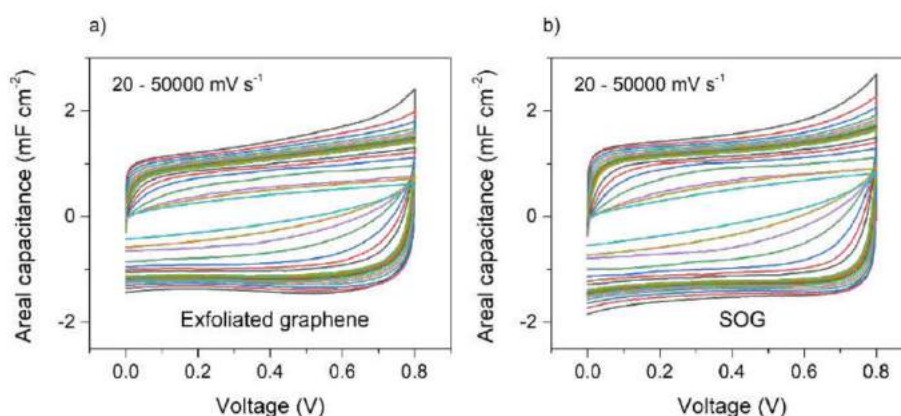 a)
20 - 50000 mV s⁻¹
Areal capacitance (mF cm⁻²)
2
0
-2
Exfoliated graphene
0.0 0.2 0.4 0.6 0.8
Voltage (V)
b)
20 - 50000 mV s⁻¹
Areal capacitance (mF cm⁻²)
2
0
-2
SOG
0.0 0.2 0.4 0.6 0.8
Voltage (V)